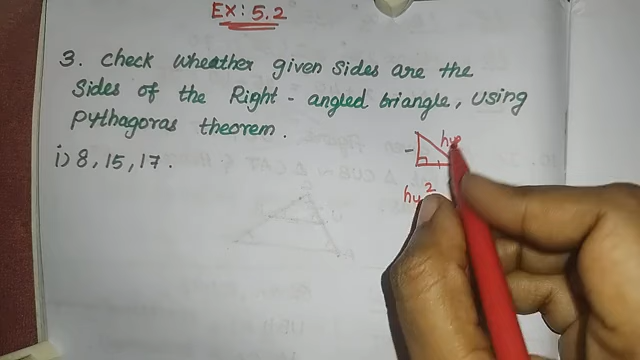 EX: 5.2
3. Check wheather given sides are the
sides of the Right - angled triangle, using
pythagoras theorem.
i) 8, 15, 17.
hyp
hy²